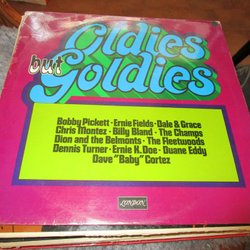 Oldies
but
Goldies
Bobby Pickett·Ernie Fields·Dale & Grace
Chris Montez·Billy Bland·The Champs
Dion and the Belmonts·The Fleetwoods
Dennis Turner·Ernie K. Doe·Duane Eddy
Dave "Baby" Cortez
LONDON